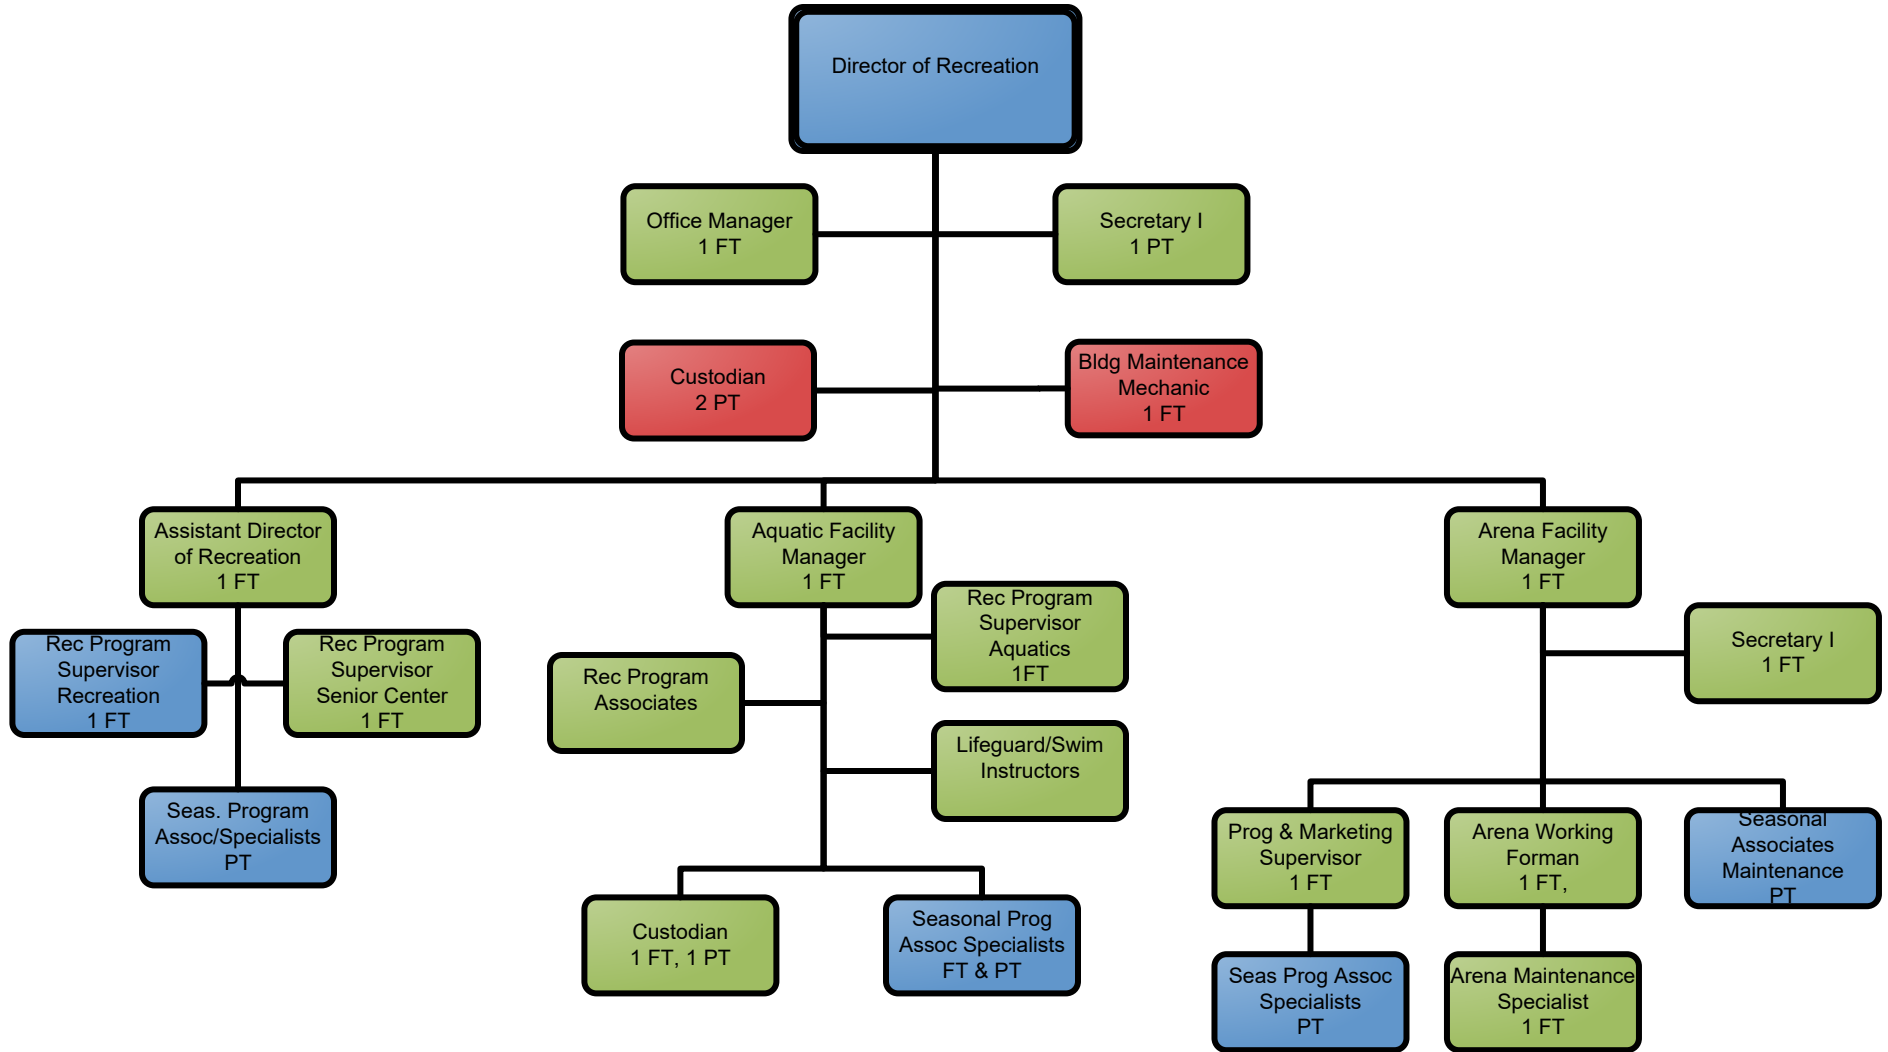 Director of Recreation
Office Manager
1 FT
Secretary I
1 PT
Custodian
2 PT
Bldg Maintenance
Mechanic
1 FT
Assistant Director
of Recreation
1 FT
Aquatic Facility
Manager
1 FT
Arena Facility
Manager
1 FT
Rec Program
Supervisor
Recreation
1 FT
Rec Program
Supervisor
Senior Center
1 FT
Seas. Program
Assoc/Specialists
PT
Rec Program
Supervisor
Aquatics
1FT
Rec Program
Associates
Lifeguard/Swim
Instructors
Custodian
1 FT, 1 PT
Seasonal Prog
Assoc Specialists
FT & PT
Secretary I
1 FT
Prog & Marketing
Supervisor
1 FT
Arena Working
Forman
1 FT,
Seasonal
Associates
Maintenance
PT
Seas Prog Assoc
Specialists
PT
Arena Maintenance
Specialist
1 FT